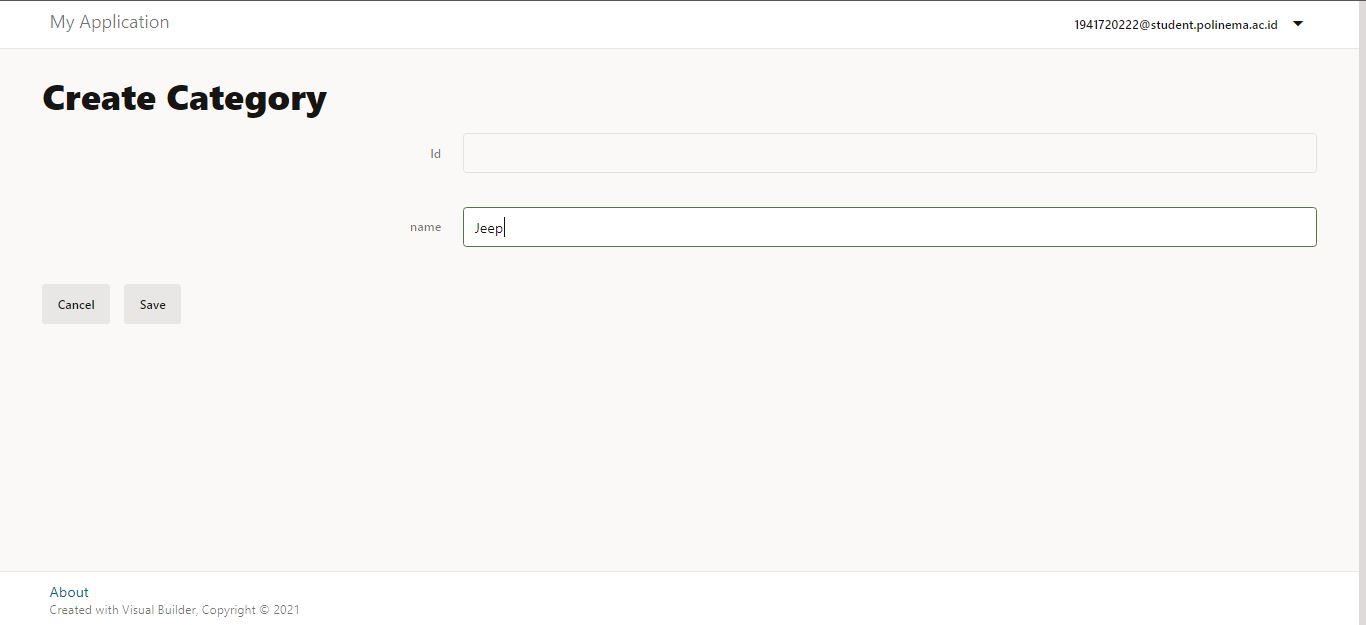 My Application
1941720222@student.polinema.ac.id
Create Category
Id
name
Jeep
Cancel
Save
About
Created with Visual Builder, Copyright © 2021